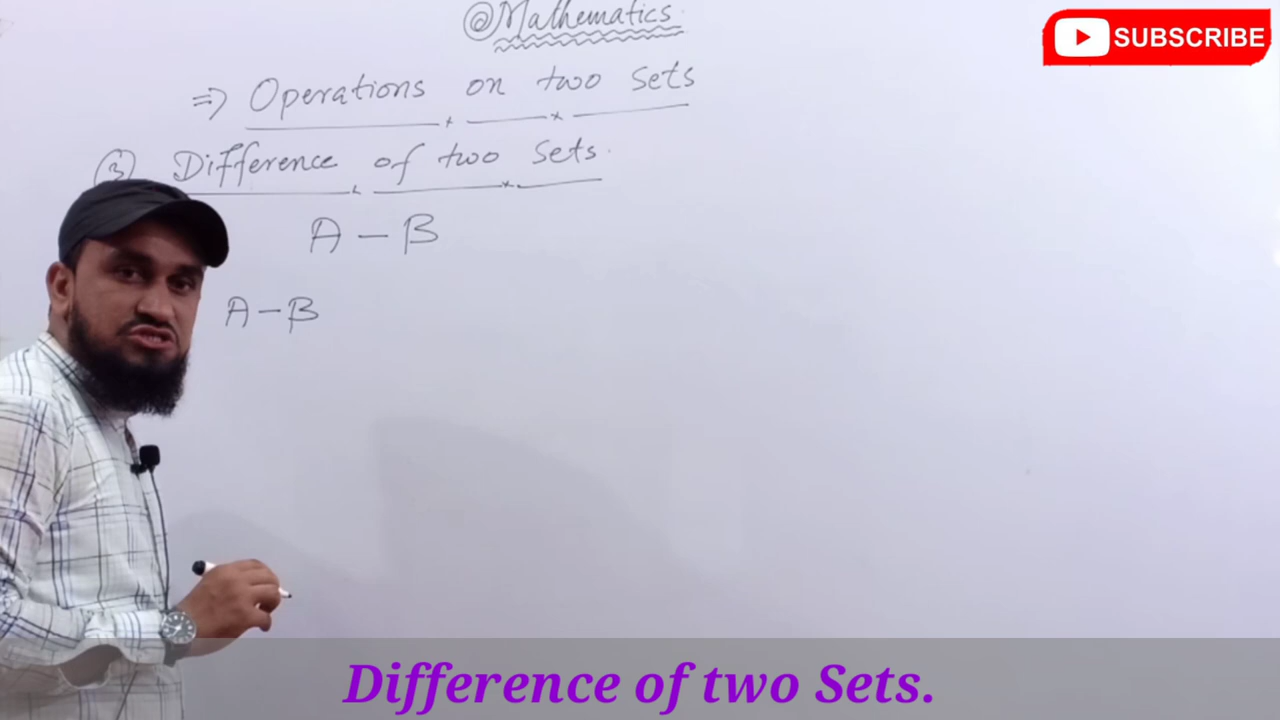 @Mathematics
SUBSCRIBE
⇒ Operations on two sets
③ Difference of two sets.
A - B
A - B
Difference of two Sets.